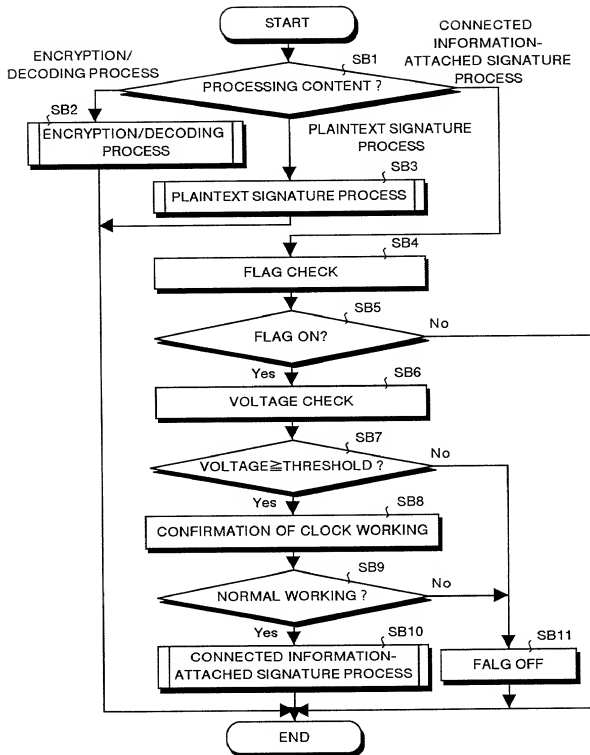 START
ENCRYPTION/
DECODING PROCESS
CONNECTED
INFORMATION-
ATTACHED SIGNATURE
PROCESS
SB1
PROCESSING CONTENT ?
SB2
ENCRYPTION/DECODING
PROCESS
PLAINTEXT SIGNATURE
PROCESS
SB3
PLAINTEXT SIGNATURE PROCESS
SB4
FLAG CHECK
SB5
FLAG ON?
No
Yes
SB6
VOLTAGE CHECK
SB7
VOLTAGE≧THRESHOLD ?
No
Yes
SB8
CONFIRMATION OF CLOCK WORKING
SB9
NORMAL WORKING ?
No
Yes
SB10
CONNECTED INFORMATION-
ATTACHED SIGNATURE PROCESS
SB11
FALG OFF
END